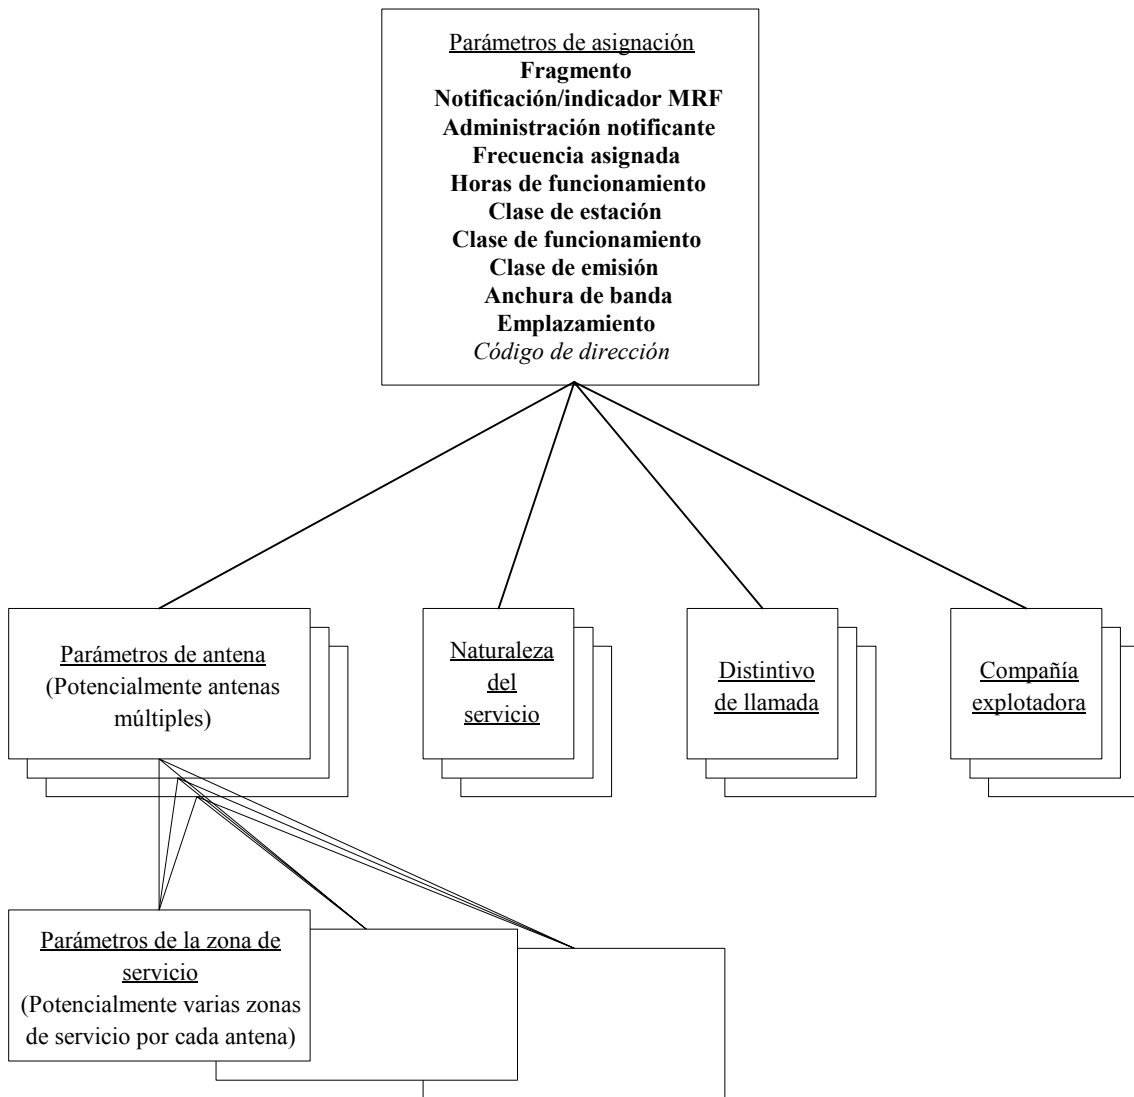 Parámetros de asignación
Fragmento
Notificación/indicador MRF
Administración notificante
Frecuencia asignada
Horas de funcionamiento
Clase de estación
Clase de funcionamiento
Clase de emisión
Anchura de banda
Emplazamiento
Código de dirección
Parámetros de antena
(Potencialmente antenas
múltiples)
Naturaleza
del
servicio
Distintivo
de llamada
Compañía
explotadora
Parámetros de la zona de
servicio
(Potencialmente varias zonas
de servicio por cada antena)